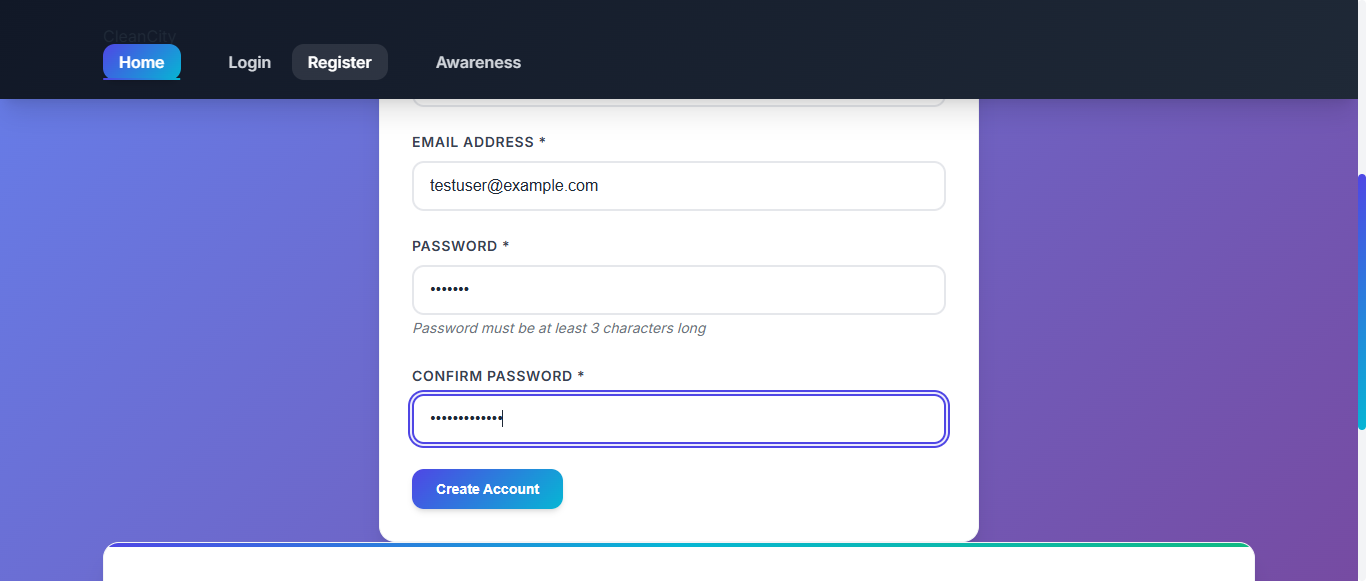 CleanCity
Home Login Register Awareness
EMAIL ADDRESS *
testuser@example.com
PASSWORD *
•••••••
Password must be at least 3 characters long
CONFIRM PASSWORD *
•••••••••••••
Create Account